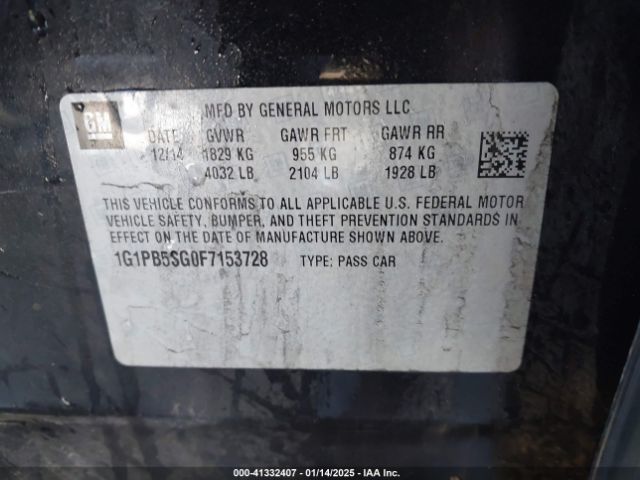 GM
MFD BY GENERAL MOTORS LLC
DATE GVWR GAWR FRT GAWR RR
12/14 1829 KG 955 KG 874 KG
4032 LB 2104 LB 1928 LB
THIS VEHICLE CONFORMS TO ALL APPLICABLE U.S. FEDERAL MOTOR
VEHICLE SAFETY, BUMPER, AND THEFT PREVENTION STANDARDS IN
EFFECT ON THE DATE OF MANUFACTURE SHOWN ABOVE.
1G1PB5SG0F7153728 TYPE: PASS CAR
000-41332407 - 01/14/2025 - IAA Inc.